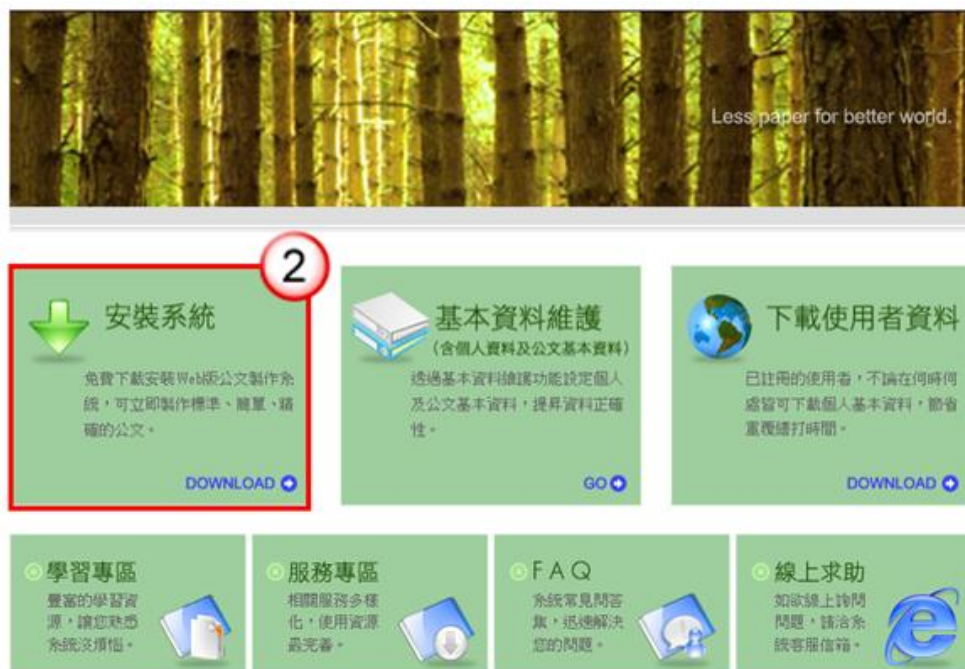 Less paper for better world.
2
安裝系統
免費下載安裝Web版公文製作系
統，可立即製作標準、簡單、精
確的公文。
DOWNLOAD
基本資料維護
(含個人資料及公文基本資料)
透過基本資料維護功能設定個人
及公文基本資料，提昇資料正確
性。
GO
下載使用者資料
已註冊的使用者，不論在何時何
處皆可下載個人基本資料，節省
重覆繕打時間。
DOWNLOAD
學習專區
豐富的學習資
源，讓您熟悉
系統沒煩惱。
服務專區
相關服務多樣
化，使用資源
最完善。
FAQ
系統常見問答
集，迅速解決
您的問題。
線上求助
如欲線上詢問
問題，請洽系
統客服信箱。